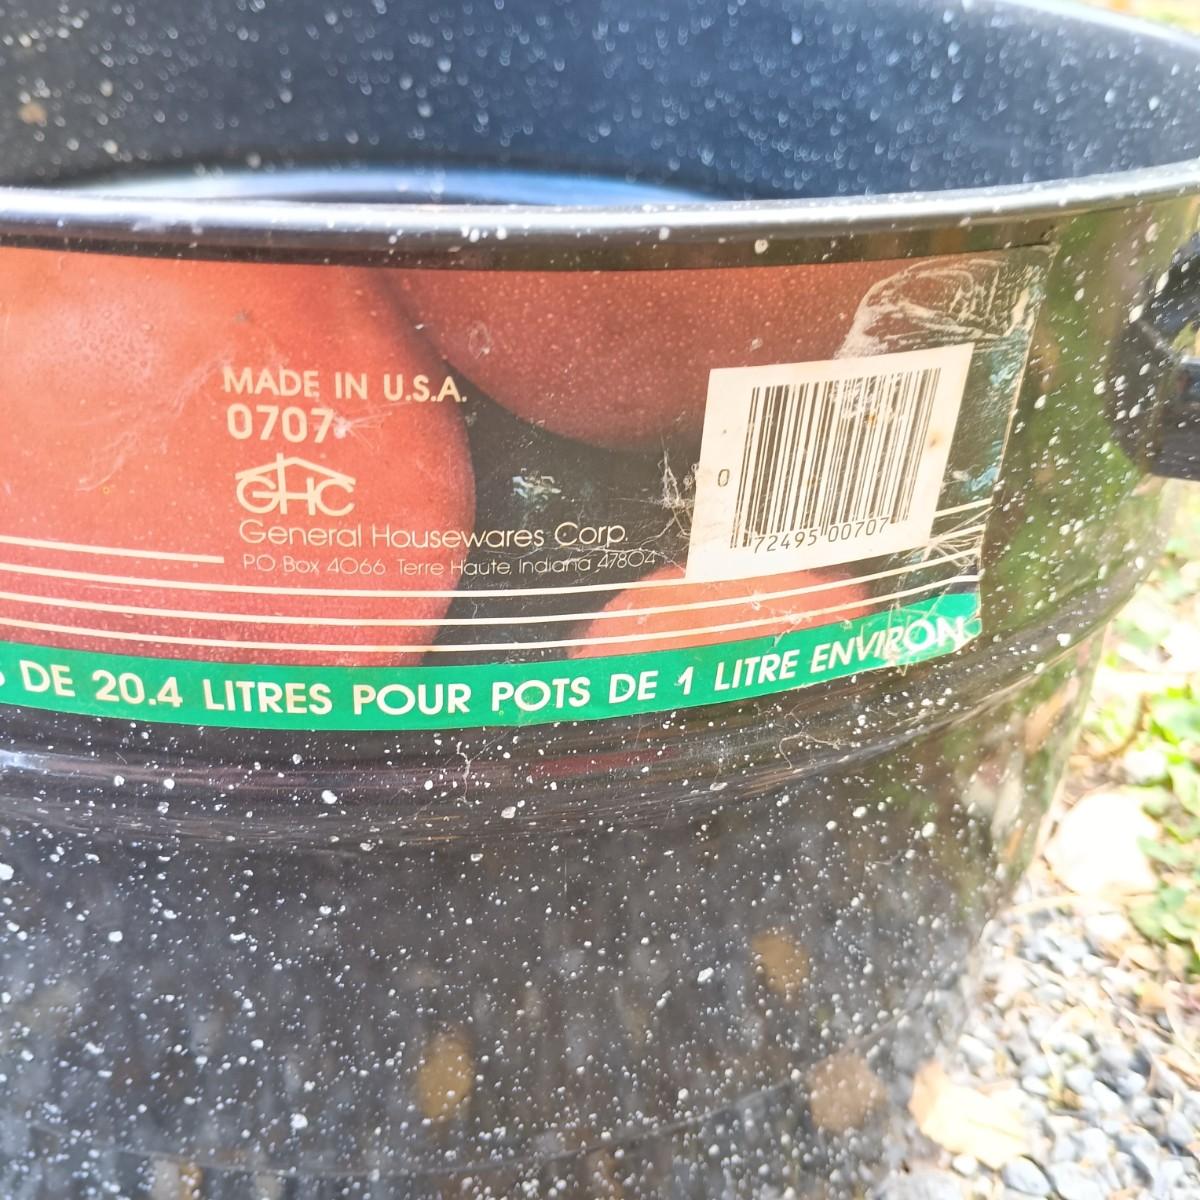 MADE IN U.S.A.
0707
GHC
General Housewares Corp.
PO Box 4066 Terre Haute, Indiana 47804
0 72495 00707
DE 20.4 LITRES POUR POTS DE 1 LITRE ENVIRON